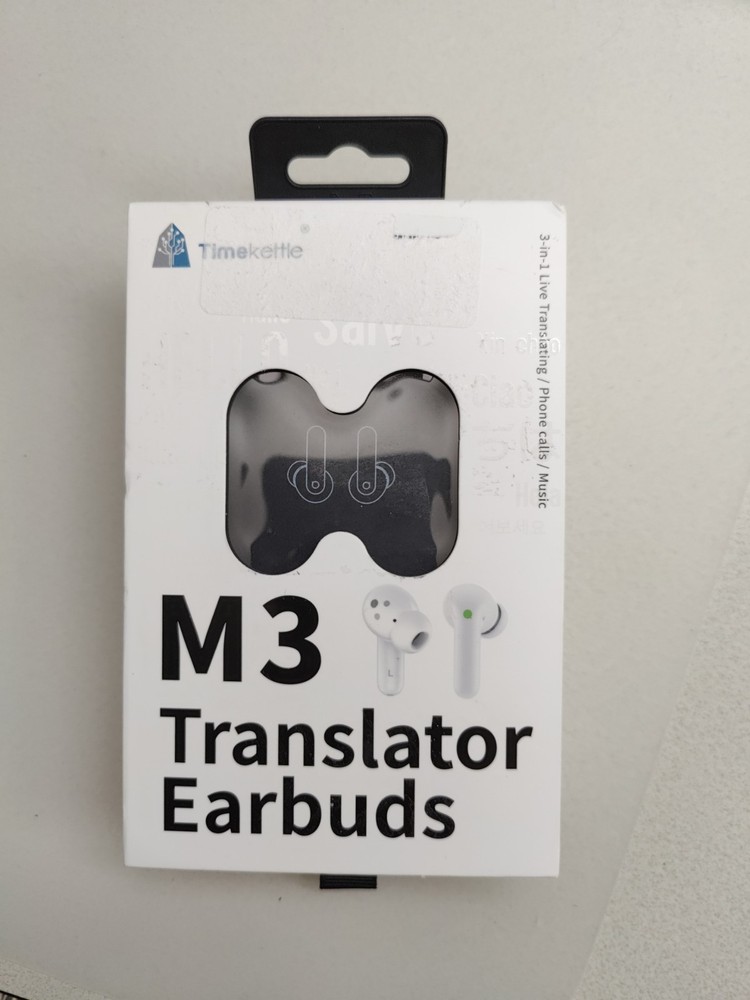 Timekettle®
3-in-1 Live Translating / Phone calls / Music
M3
L
Translator
Earbuds